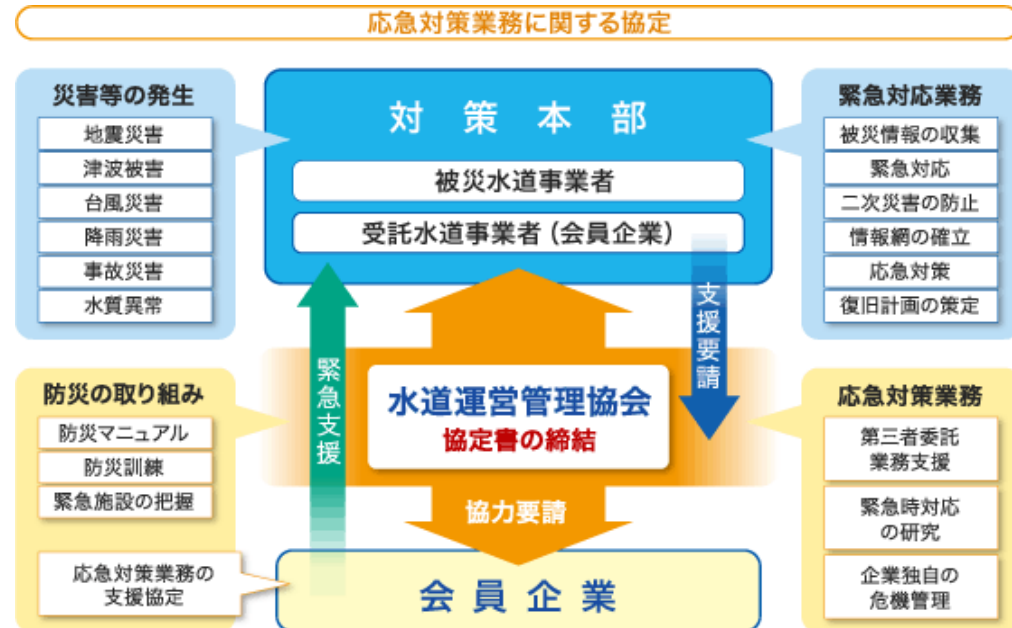 応急対策業務に関する協定
災害等の発生
地震災害
津波被害
台風災害
降雨災害
事故災害
水質異常
対策本部
被災水道事業者
受託水道事業者（会員企業）
緊急対応業務
被災情報の収集
緊急対応
二次災害の防止
情報網の確立
応急対策
復旧計画の策定
緊急支援
支援要請
防災の取り組み
防災マニュアル
防災訓練
緊急施設の把握
応急対策業務の
支援協定
水道運営管理協会
協定書の締結
協力要請
会員企業
応急対策業務
第三者委託
業務支援
緊急時対応
の研究
企業独自の
危機管理